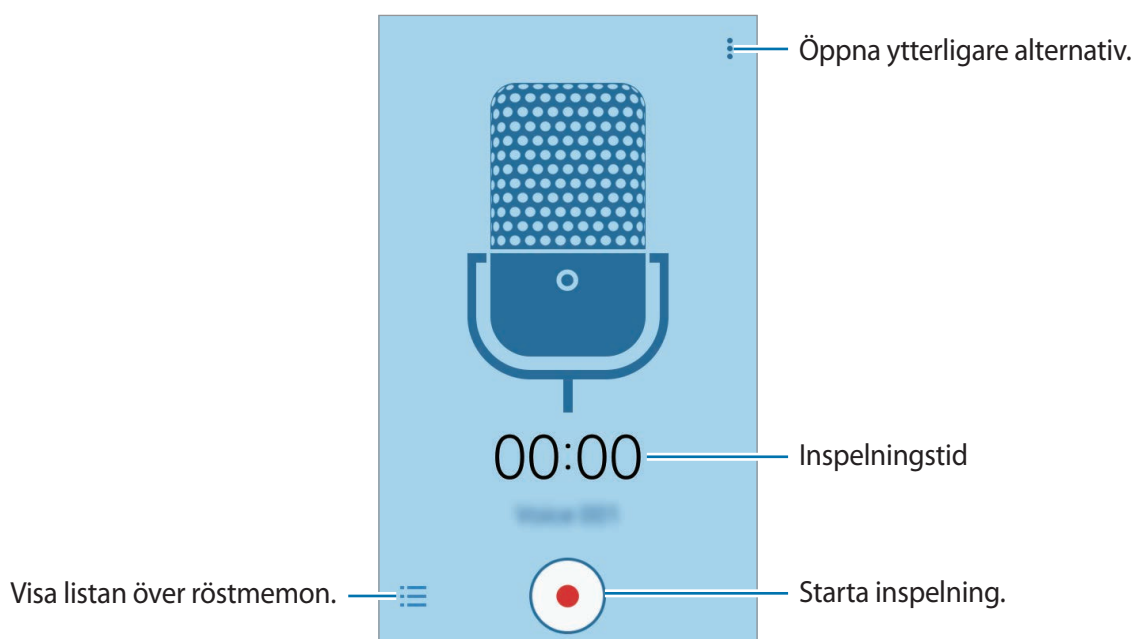 Öppna ytterligare alternativ.
00:00
Inspelningstid
Visa listan över röstmemon.
Starta inspelning.